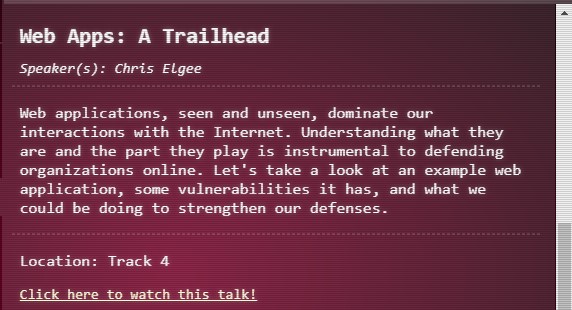 Web Apps: A Trailhead
Speaker(s): Chris Elgee
Web applications, seen and unseen, dominate our
interactions with the Internet. Understanding what they
are and the part they play is instrumental to defending
organizations online. Let's take a look at an example web
application, some vulnerabilities it has, and what we
could be doing to strengthen our defenses.
Location: Track 4
Click here to watch this talk!